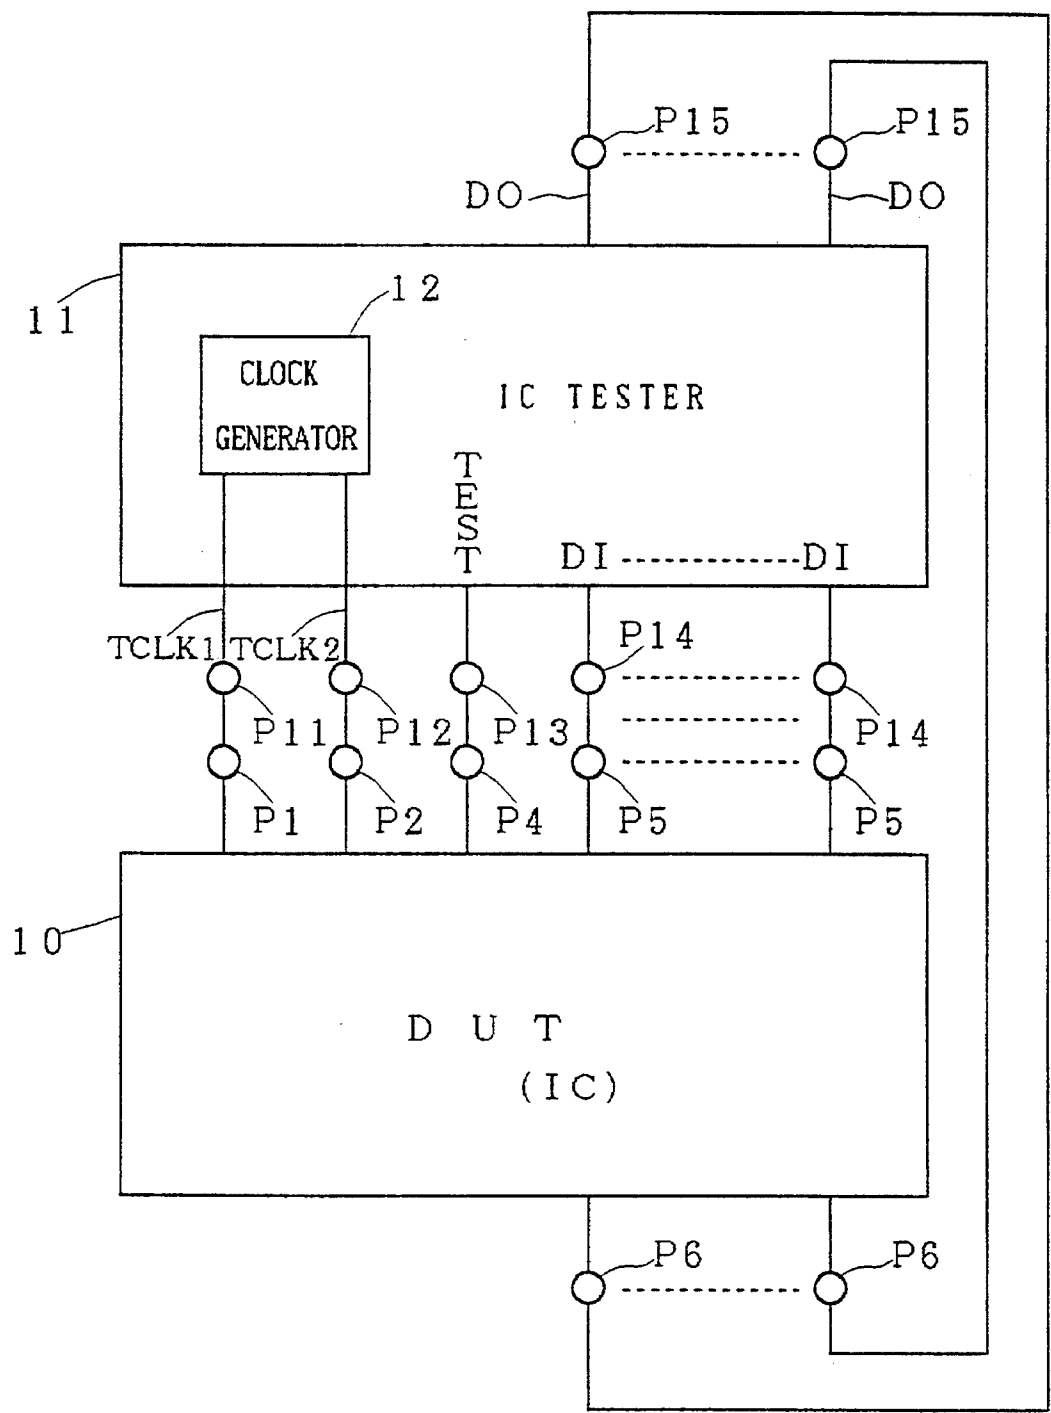 P15 P15
DO DO
11
12
CLOCK
GENERATOR
IC TESTER
TEST
DI DI
TCLK1 TCLK2
P14
P11 P12 P13 P14
P1 P2 P4 P5 P5
10
DUT
(IC)
P6 P6